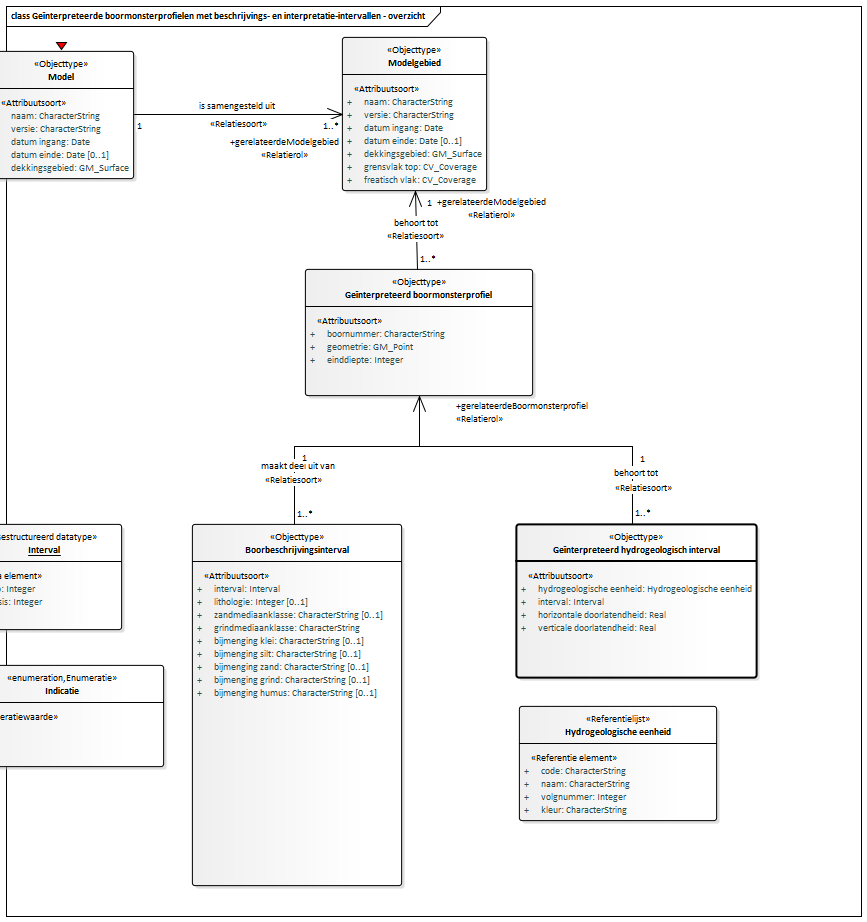 class Geïnterpreteerde boormonsterprofielen met beschrijvings- en interpretatie-intervallen - overzicht
«Objecttype»
Model
«Attribuutsoort»
naam: CharacterString
versie: CharacterString
datum ingang: Date
datum einde: Date [0..1]
dekkingsgebied: GM_Surface
is samengesteld uit
«Relatiesoort»
1
1..*
+gerelateerdeModelgebied
«Relatierol»
«Objecttype»
Modelgebied
«Attribuutsoort»
+ naam: CharacterString
+ versie: CharacterString
+ datum ingang: Date
+ datum einde: Date [0..1]
+ dekkingsgebied: GM_Surface
+ grensvlak top: CV_Coverage
+ freatisch vlak: CV_Coverage
1 +gerelateerdeModelgebied
«Relatierol»
behoort tot
«Relatiesoort»
1..*
«Objecttype»
Geïnterpreteerd boormonsterprofiel
«Attribuutsoort»
+ boornummer: CharacterString
+ geometrie: GM_Point
+ einddiepte: Integer
+gerelateerdeBoormonsterprofiel
«Relatierol»
1
maakt deel uit van
«Relatiesoort»
1..*
1
behoort tot
«Relatiesoort»
1..*
estructureerd datatype»
Interval
element»
: Integer
sis: Integer
«enumeration,Enumeratie»
Indicatie
eratiewaarde»
«Objecttype»
Boorbeschrijvingsinterval
«Attribuutsoort»
+ interval: Interval
+ lithologie: Integer [0..1]
+ zandmediaanklasse: CharacterString [0..1]
+ grindmediaanklasse: CharacterString
+ bijmenging klei: CharacterString [0..1]
+ bijmenging silt: CharacterString [0..1]
+ bijmenging zand: CharacterString [0..1]
+ bijmenging grind: CharacterString [0..1]
+ bijmenging humus: CharacterString [0..1]
«Objecttype»
Geïnterpreteerd hydrogeologisch interval
«Attribuutsoort»
+ hydrogeologische eenheid: Hydrogeologische eenheid
+ interval: Interval
+ horizontale doorlatendheid: Real
+ verticale doorlatendheid: Real
«Referentielijst»
Hydrogeologische eenheid
«Referentie element»
+ code: CharacterString
+ naam: CharacterString
+ volgnummer: Integer
+ kleur: CharacterString